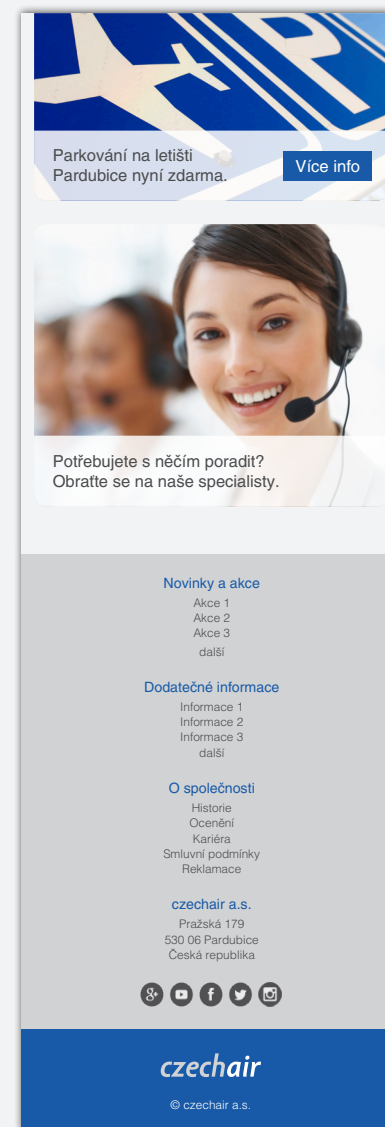 Parkování na letišti
Pardubice nyní zdarma.
Více info
Potřebujete s něčím poradit?
Obraťte se na naše specialisty.
Novinky a akce
Akce 1
Akce 2
Akce 3
další
Dodatečné informace
Informace 1
Informace 2
Informace 3
další
O společnosti
Historie
Ocenění
Kariéra
Smluvní podmínky
Reklamace
czechair a.s.
Pražská 179
530 06 Pardubice
Česká republika
czechair
© czechair a.s.